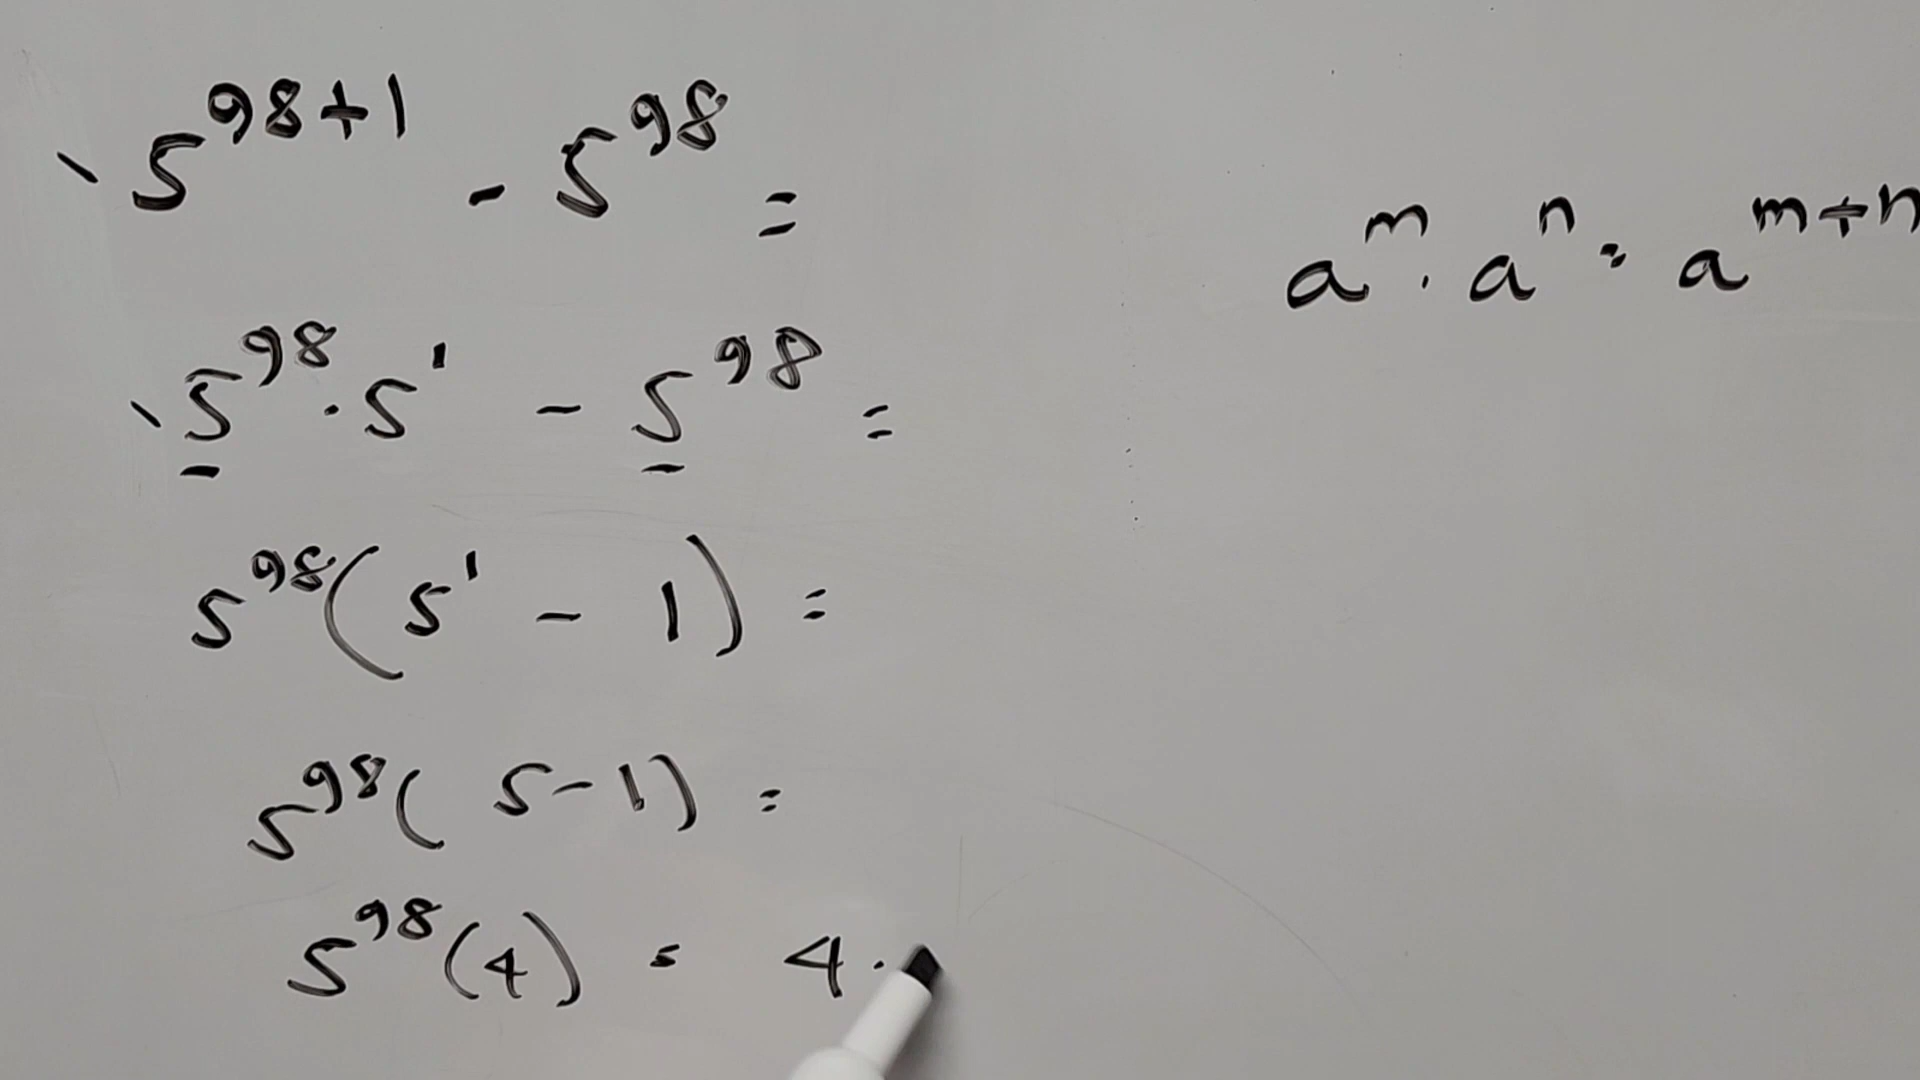 5^{98+1} - 5^{98} =
a^m . a^n = a^{m+n}
5^{98} . 5^1 - 5^{98} =
5^{98}(5^1 - 1) =
5^{98}(5-1) =
5^{98}(4) = 4 .